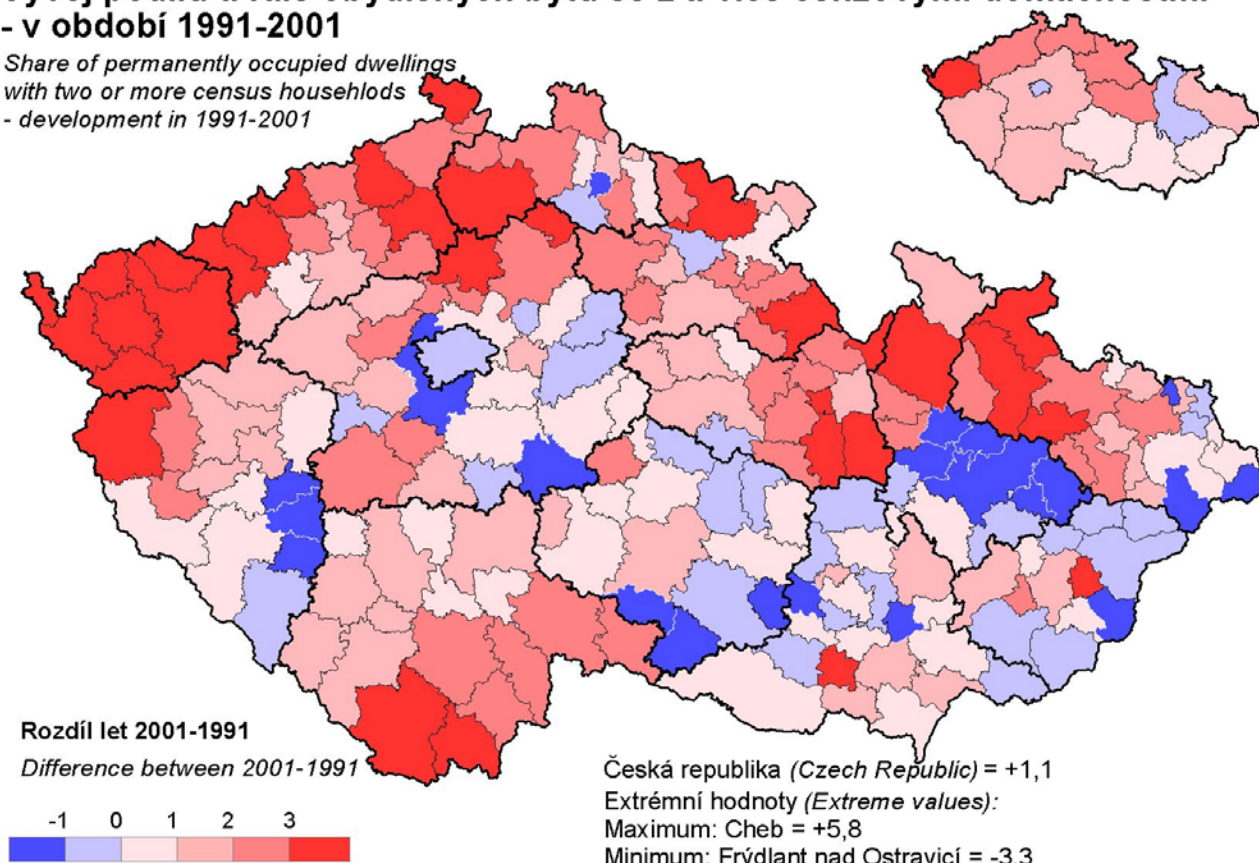 - v období 1991-2001
Share of permanently occupied dwellings
with two or more census househlods
- development in 1991-2001
Rozdíl let 2001-1991
Difference between 2001-1991
-1 0 1 2 3
Česká republika (Czech Republic) = +1,1
Extrémní hodnoty (Extreme values):
Maximum: Cheb = +5,8
Minimum: Frýdlant nad Ostravicí = -3,3